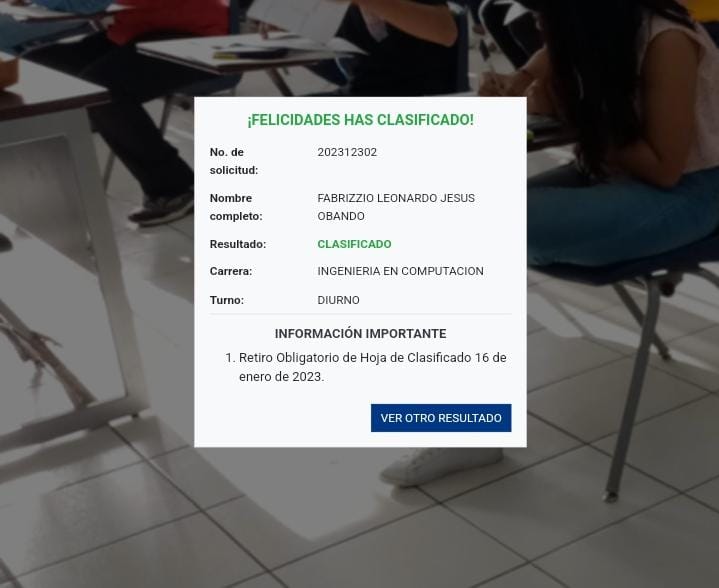 ¡FELICIDADES HAS CLASIFICADO!
No. de
solicitud:
202312302
Nombre
completo:
FABRIZZIO LEONARDO JESUS
OBANDO
Resultado:
CLASIFICADO
Carrera:
INGENIERIA EN COMPUTACION
Turno:
DIURNO
INFORMACIÓN IMPORTANTE
1. Retiro Obligatorio de Hoja de Clasificado 16 de
enero de 2023.
VER OTRO RESULTADO